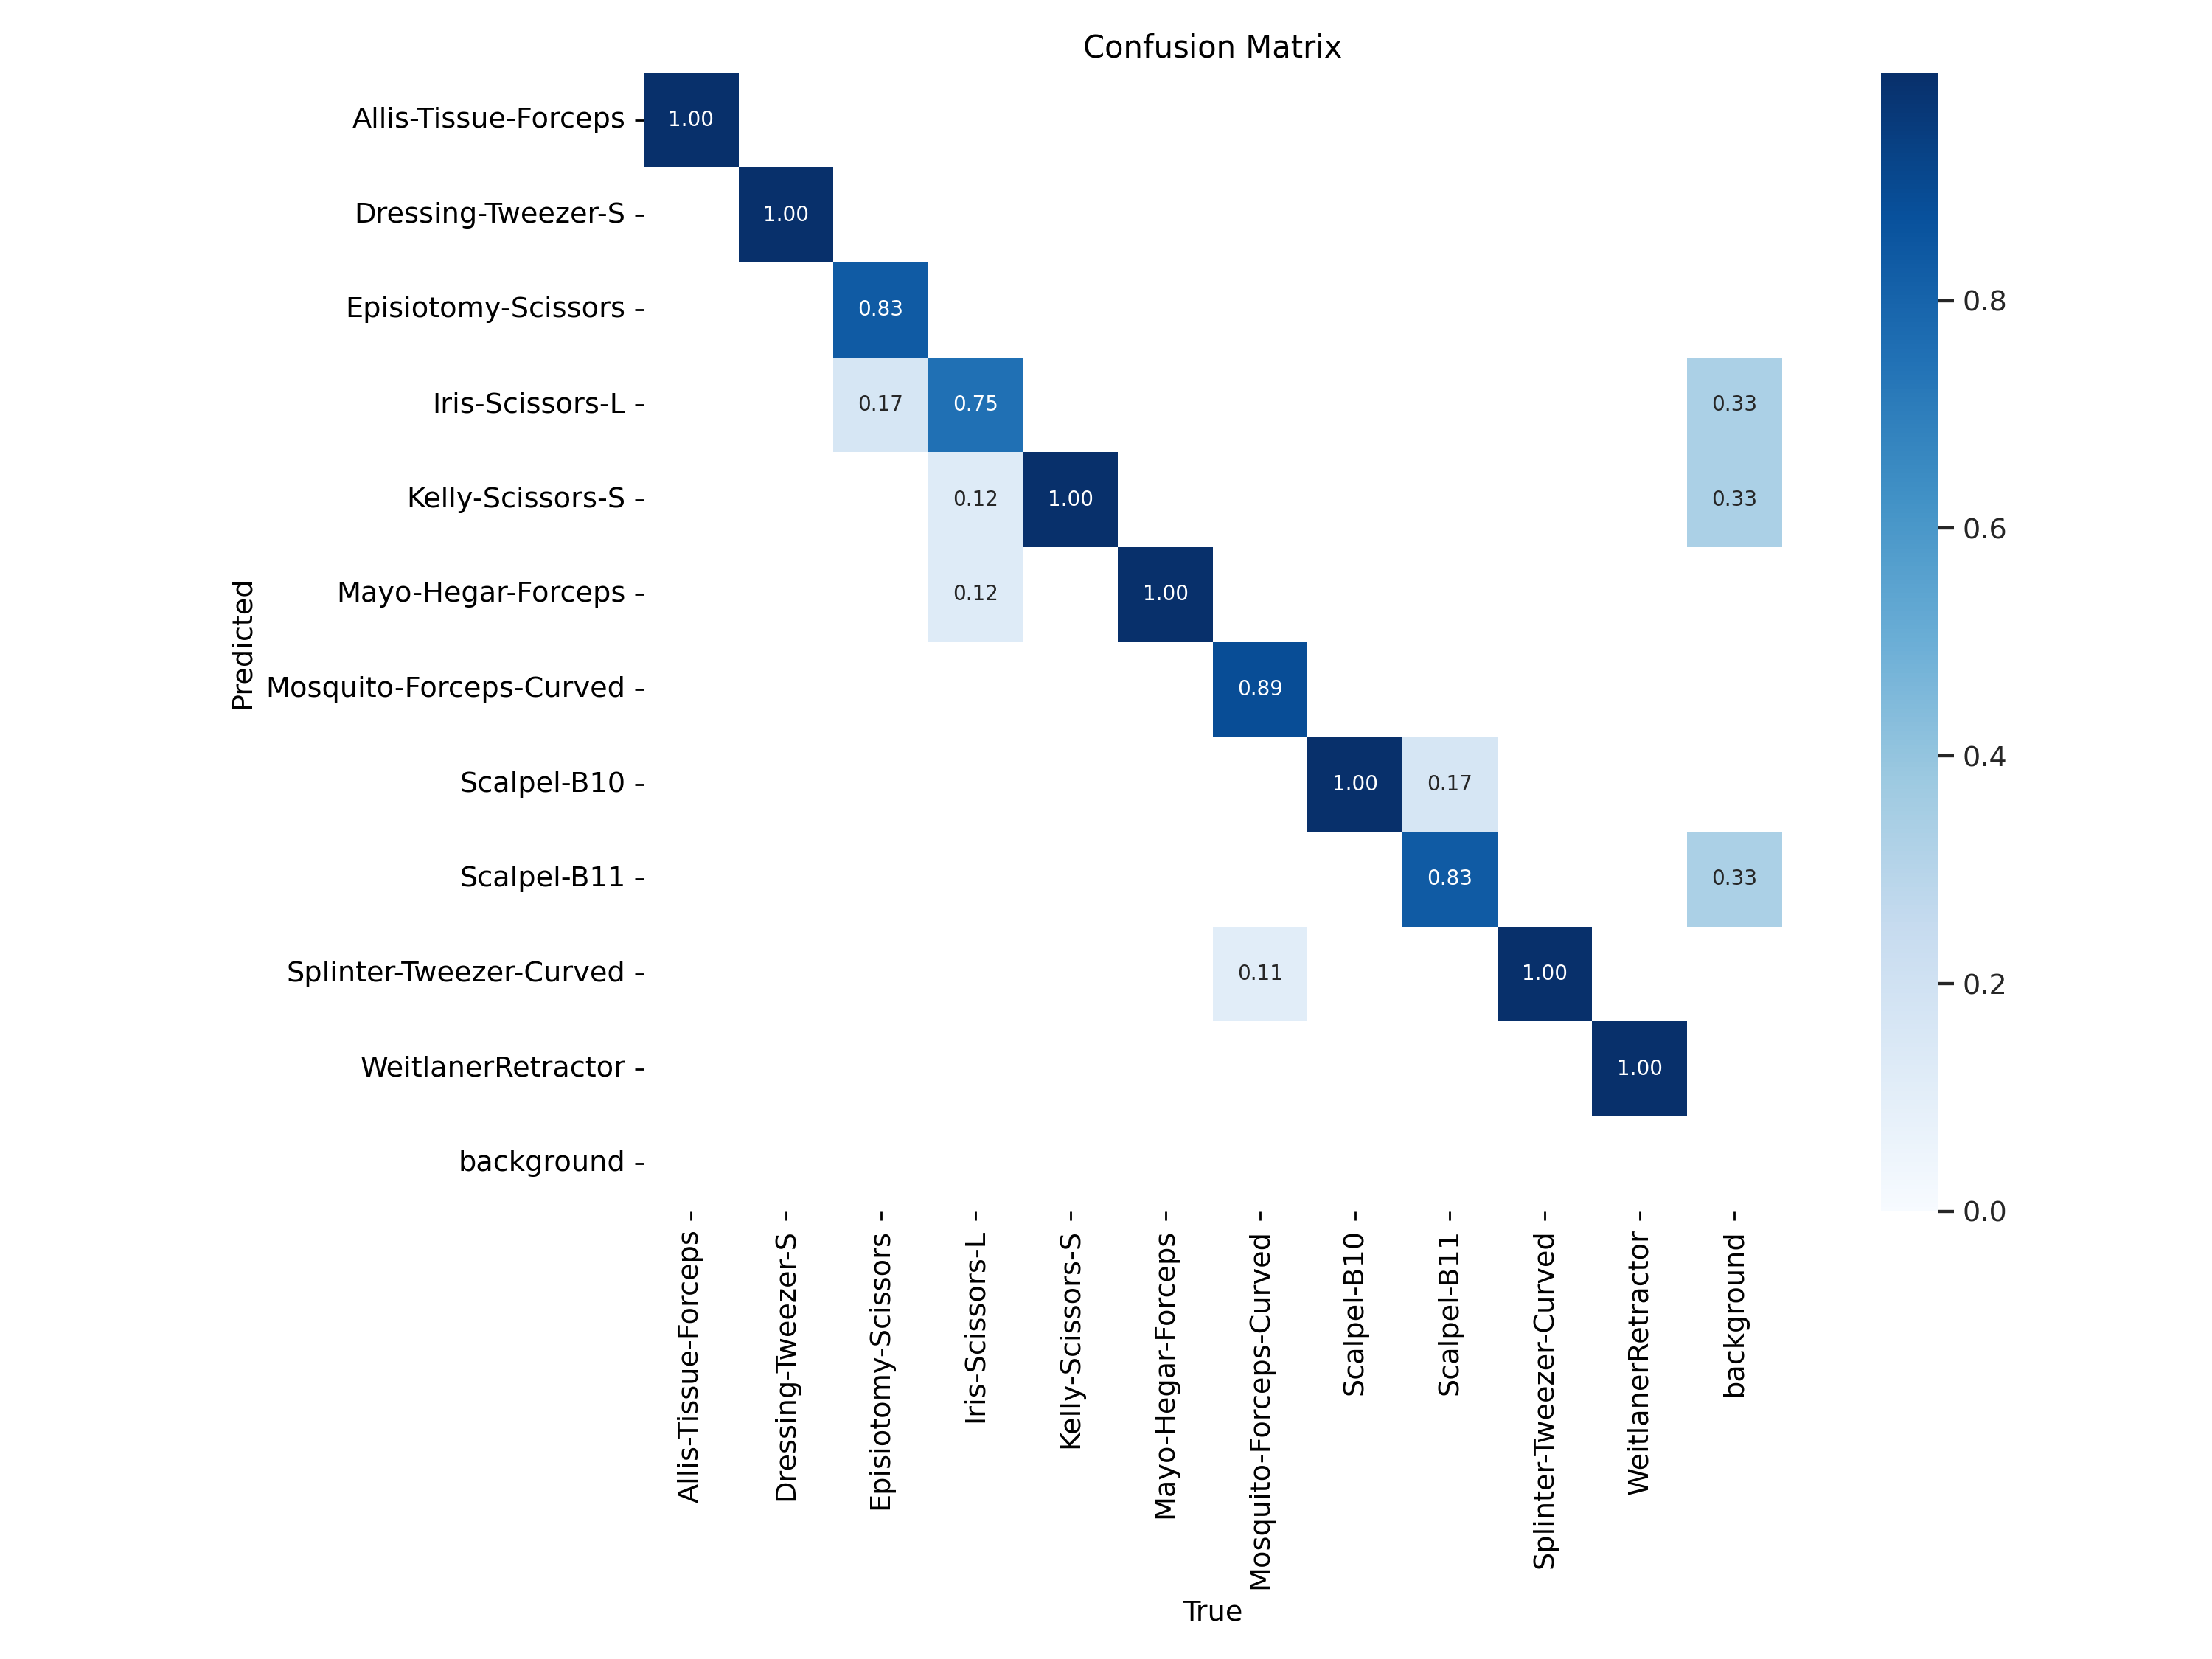 Confusion Matrix
Allis-Tissue-Forceps
1.00
Dressing-Tweezer-S
1.00
Episiotomy-Scissors
0.83
0.8
Iris-Scissors-L
0.17 0.75 0.33
Kelly-Scissors-S
0.12 1.00 0.33
0.6
Mayo-Hegar-Forceps
0.12 1.00
Predicted
Mosquito-Forceps-Curved
0.89
Scalpel-B10
1.00 0.17
0.4
Scalpel-B11
0.83 0.33
Splinter-Tweezer-Curved
0.11 1.00
0.2
WeitlanerRetractor
1.00
background
0.0
Allis-Tissue-Forceps
Dressing-Tweezer-S
Episiotomy-Scissors
Iris-Scissors-L
Kelly-Scissors-S
Mayo-Hegar-Forceps
Mosquito-Forceps-Curved
Scalpel-B10
Scalpel-B11
Splinter-Tweezer-Curved
WeitlanerRetractor
background
True